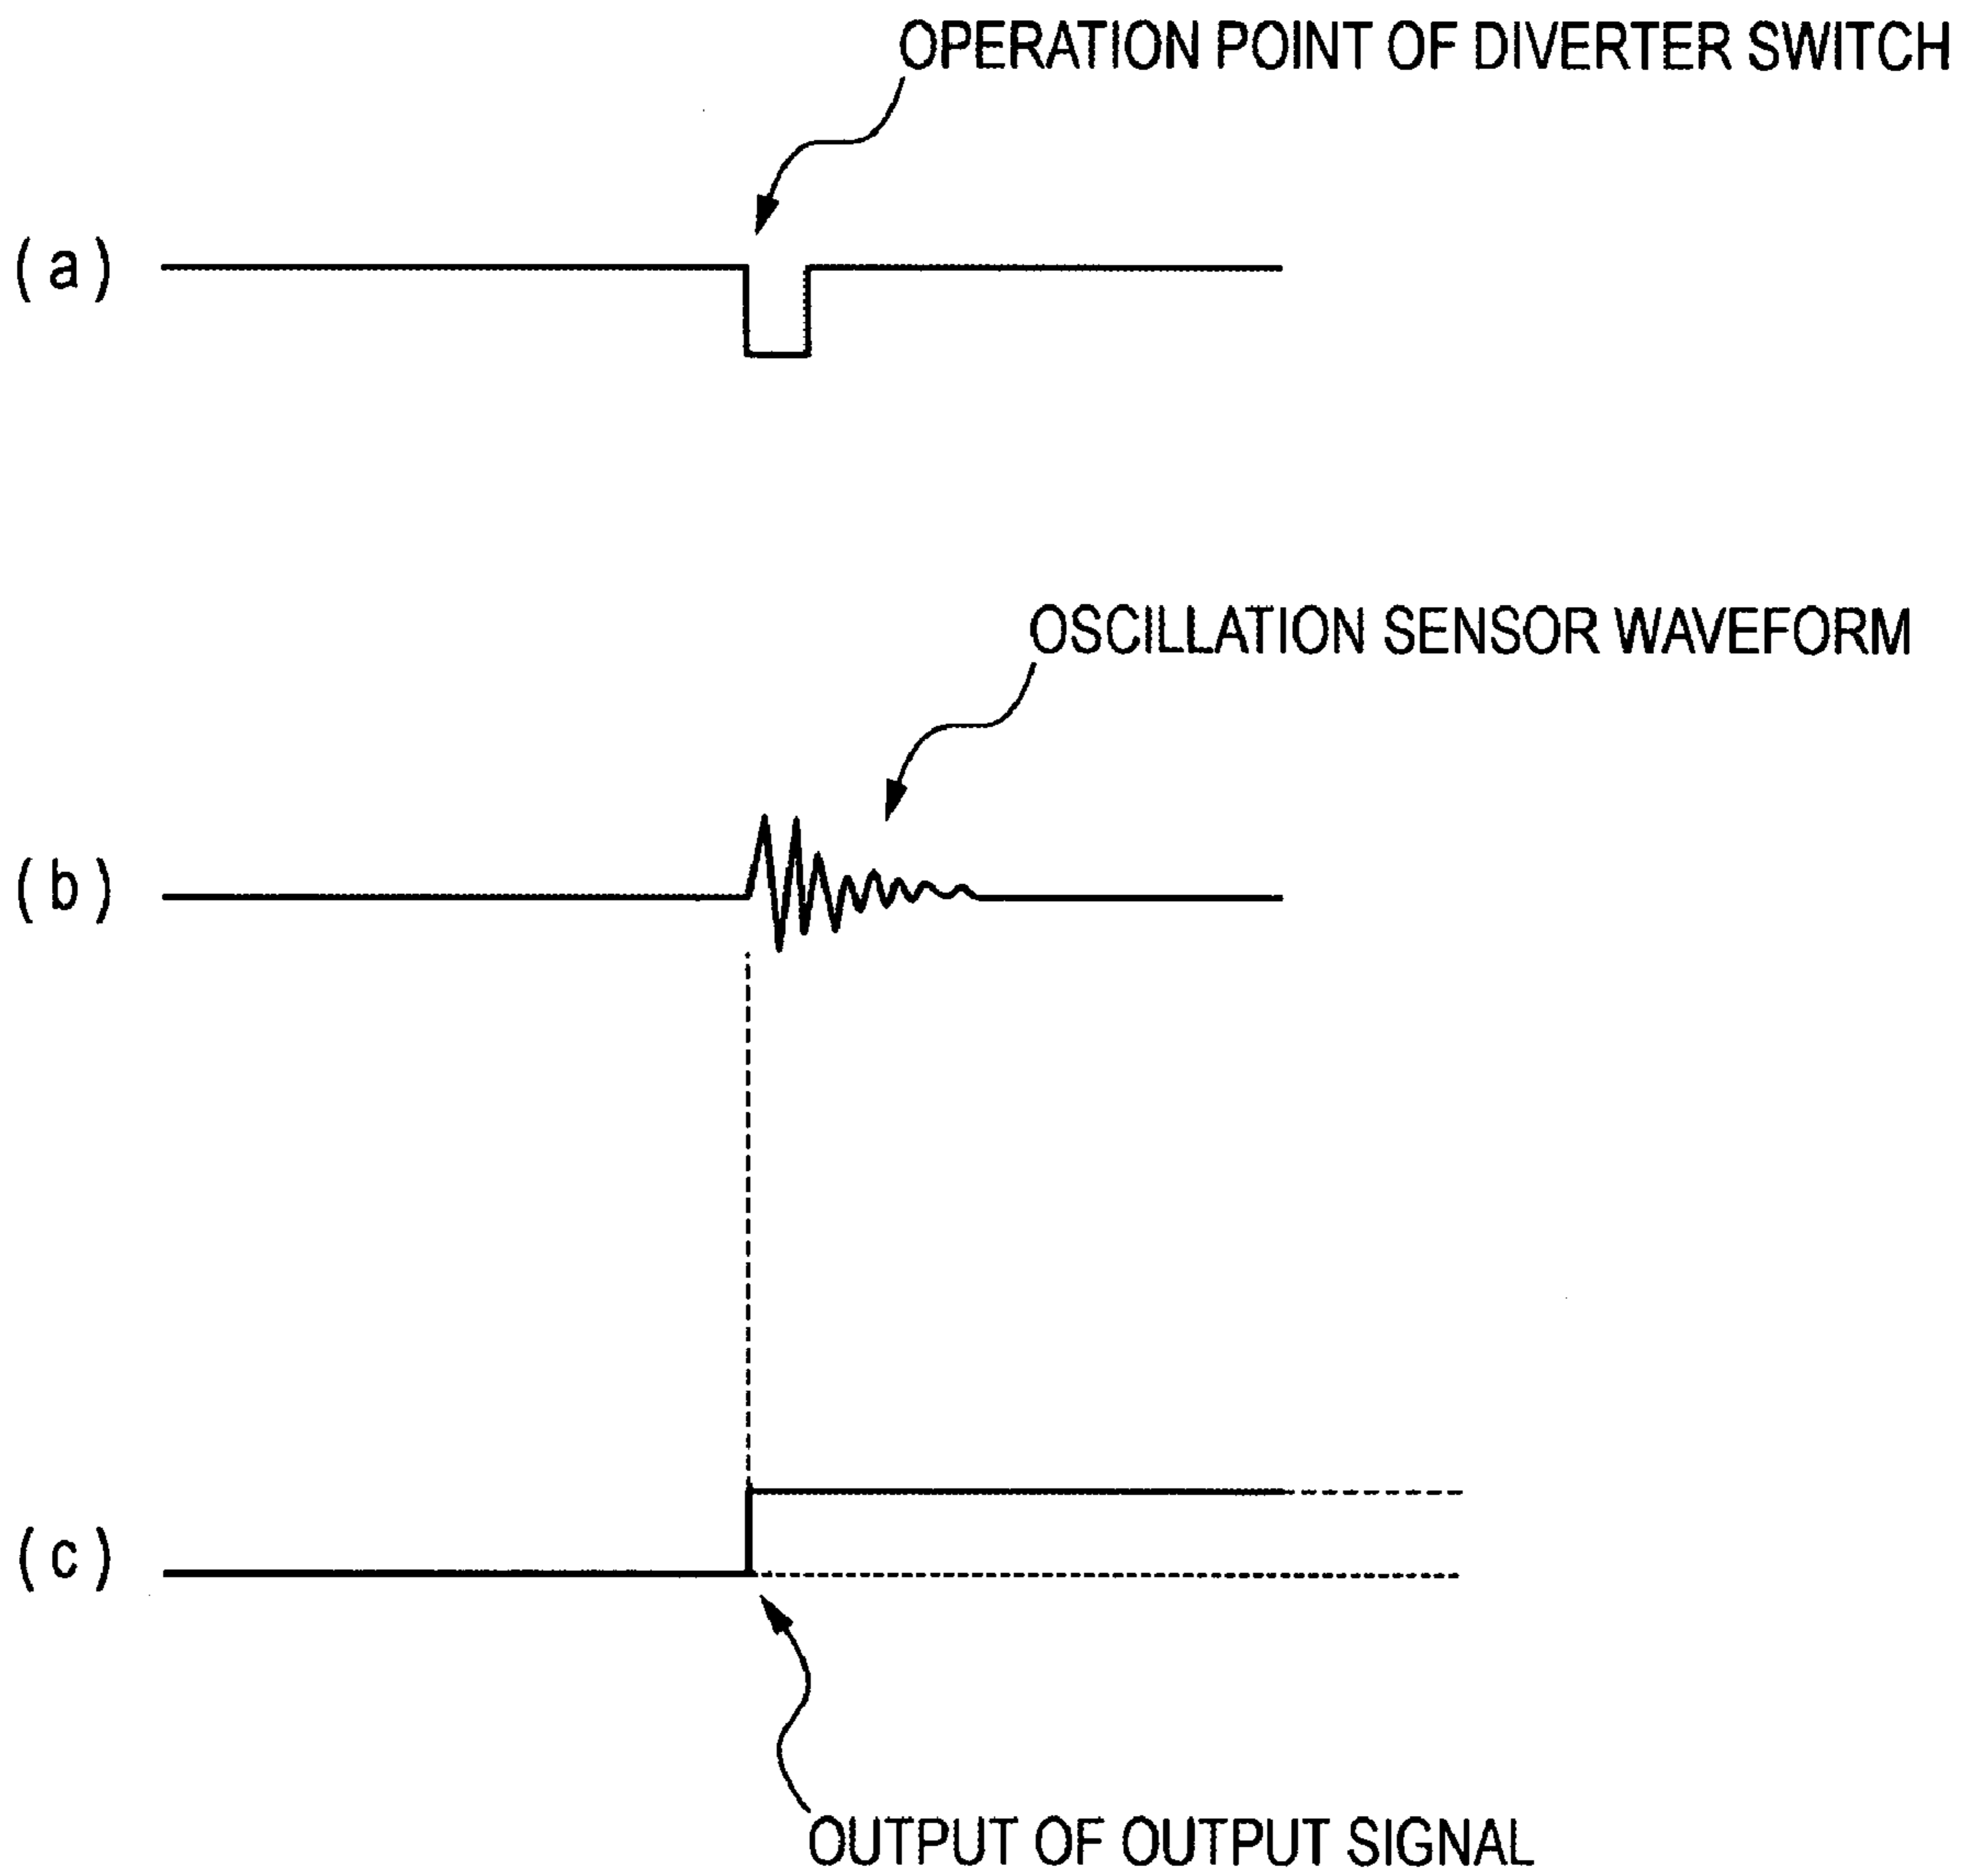 OPERATION POINT OF DIVERTER SWITCH
(a)
OSCILLATION SENSOR WAVEFORM
(b)
(c)
OUTPUT OF OUTPUT SIGNAL